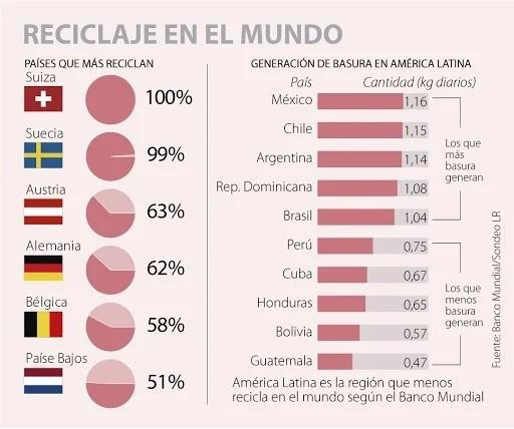 RECICLAJE EN EL MUNDO
PAÍSES QUE MÁS RECICLAN
Suiza
100%
Suecia
99%
Austria
63%
Alemania
62%
Bélgica
58%
Paíse Bajos
51%
GENERACIÓN DE BASURA EN AMÉRICA LATINA
País Cantidad (kg diarios)
México 1,16
Chile 1,15
Argentina 1,14
Rep. Dominicana 1,08
Brasil 1,04
Los que
más
basura
generan
Perú 0,75
Cuba 0,67
Honduras 0,65
Bolivia 0,57
Guatemala 0,47
Los que
menos
basura
generan
América Latina es la región que menos
recicla en el mundo según el Banco Mundial
Fuente: Banco Mundial/Sondeo LR